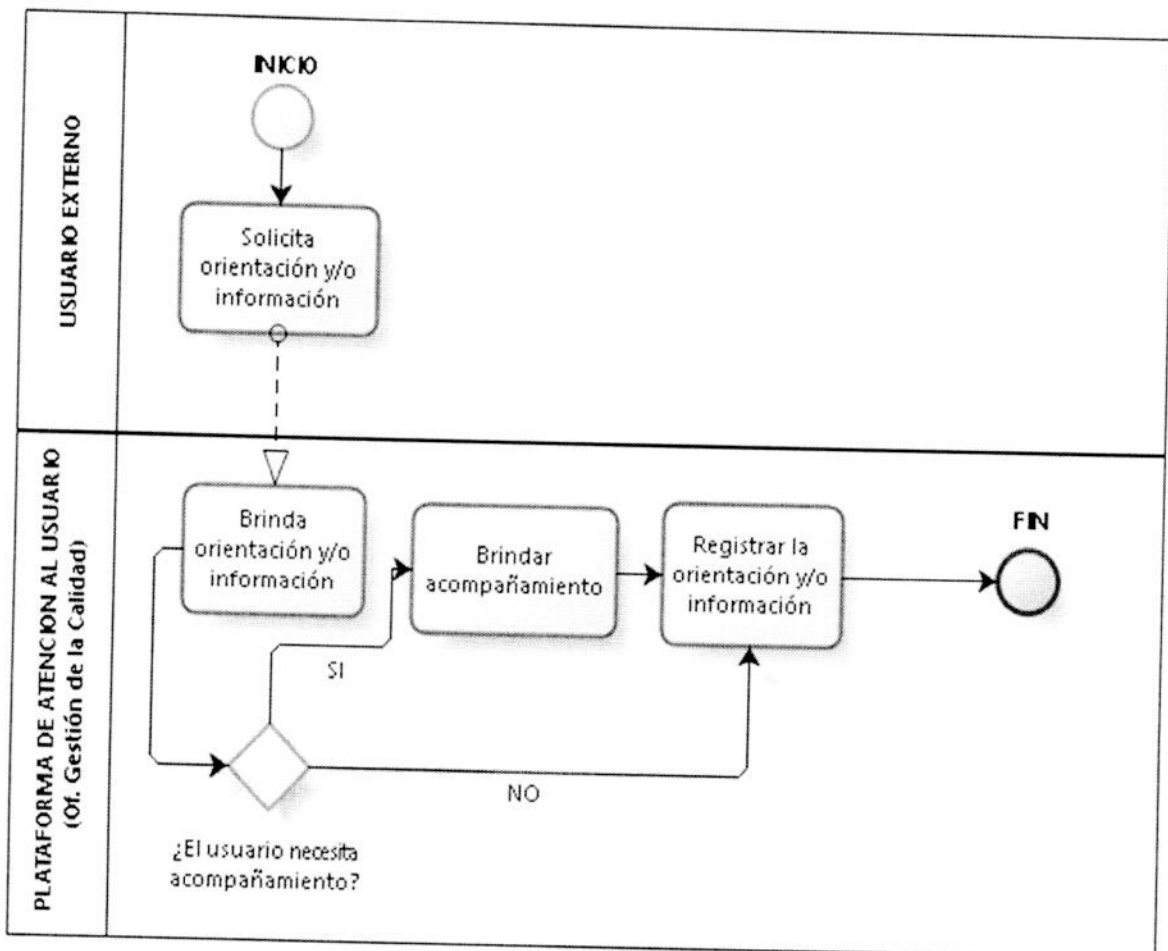 USUARIO EXTERNO
INICIO
Solicita
orientación y/o
información
PLATAFORMA DE ATENCION AL USUARIO
(Of. Gestión de la Calidad)
Brinda
orientación y/o
información
Brindar
acompañamiento
Registrar la
orientación y/o
información
FIN
SI
NO
¿El usuario necesita
acompañamiento?